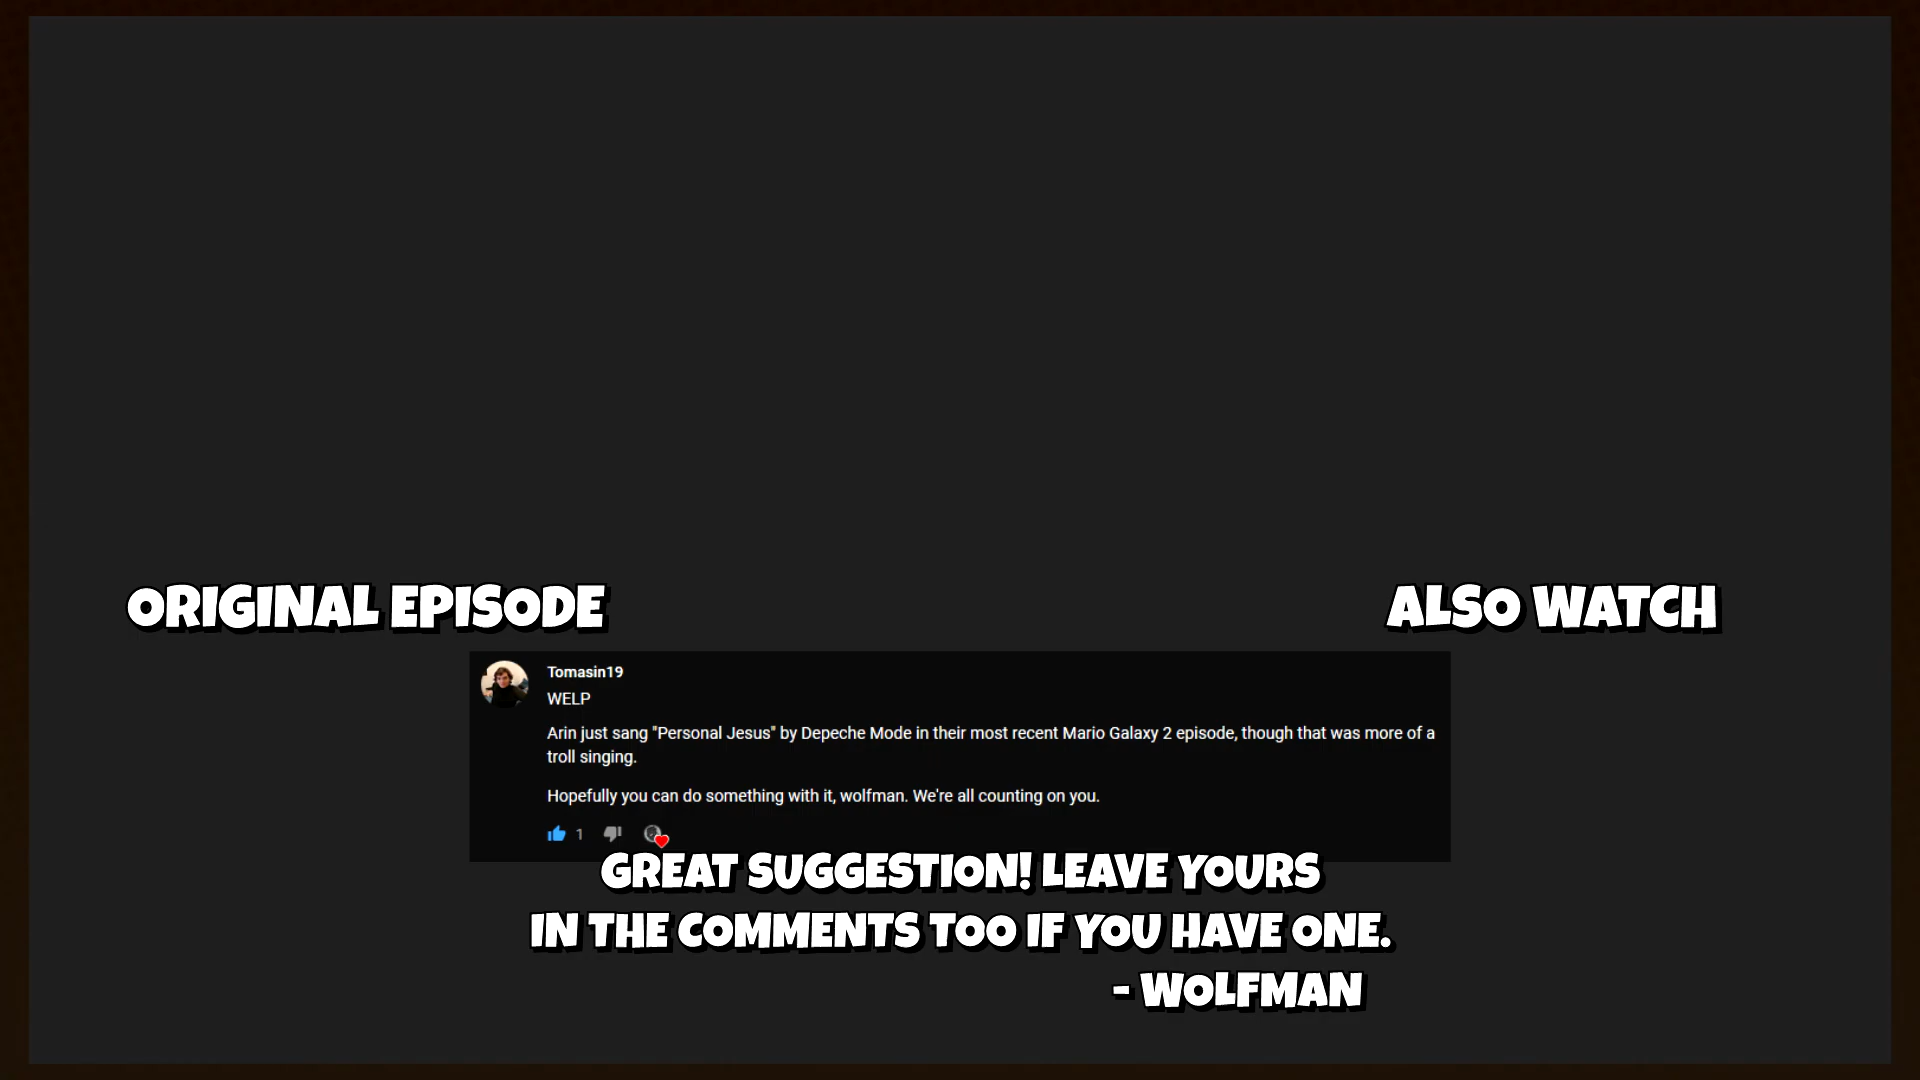 ORIGINAL EPISODE
ALSO WATCH
Tomasin19
WELP
Arin just sang "Personal Jesus" by Depeche Mode in their most recent Mario Galaxy 2 episode, though that was more of a
troll singing.
Hopefully you can do something with it, wolfman. We're all counting on you.
1
GREAT SUGGESTION! LEAVE YOURS
IN THE COMMENTS TOO IF YOU HAVE ONE.
- WOLFMAN